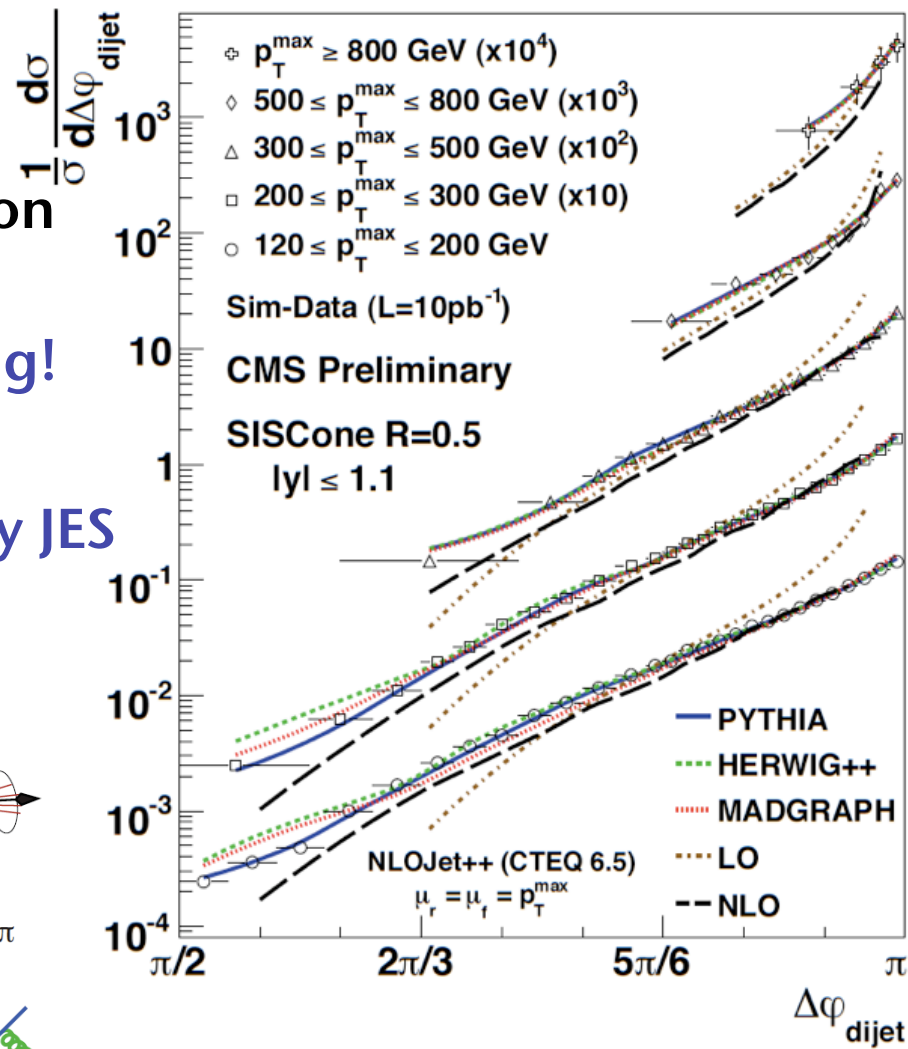 1/σ dσ/dΔφ_dijet
p_T^max ≥ 800 GeV (x10^4)
500 ≤ p_T^max ≤ 800 GeV (x10^3)
300 ≤ p_T^max ≤ 500 GeV (x10^2)
200 ≤ p_T^max ≤ 300 GeV (x10)
120 ≤ p_T^max ≤ 200 GeV
Sim-Data (L=10pb^-1)
CMS Preliminary
SISCone R=0.5
|y| ≤ 1.1
on
g!
y JES
π
10^3
10^2
10
1
10^-1
10^-2
10^-3
10^-4
PYTHIA
HERWIG++
MADGRAPH
LO
NLO
NLOJet++ (CTEQ 6.5)
μ_r = μ_f = p_T^max
π/2
2π/3
5π/6
π
Δφ_dijet